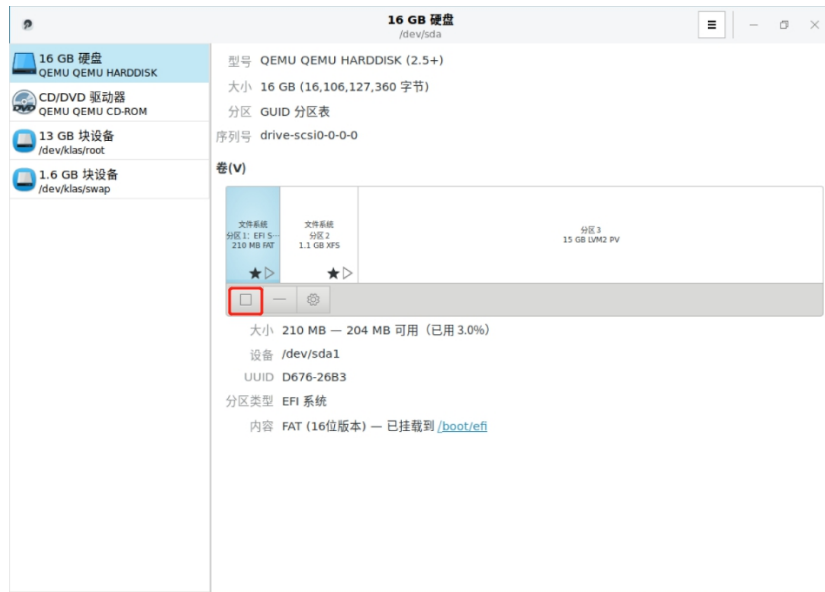 16 GB 硬盘
/dev/sda
16 GB 硬盘
QEMU QEMU HARDDISK
CD/DVD 驱动器
QEMU QEMU CD-ROM
13 GB 块设备
/dev/klas/root
1.6 GB 块设备
/dev/klas/swap
型号 QEMU QEMU HARDDISK (2.5+)
大小 16 GB (16,106,127,360 字节)
分区 GUID 分区表
序列号 drive-scsi0-0-0-0
卷(V)
文件系统
分区 1: EFI S…
210 MB FAT
文件系统
分区 2
1.1 GB XFS
分区 3
15 GB LVM2 PV
大小 210 MB — 204 MB 可用（已用 3.0%）
设备 /dev/sda1
UUID D676-26B3
分区类型 EFI 系统
内容 FAT (16位版本) — 已挂载到 /boot/efi